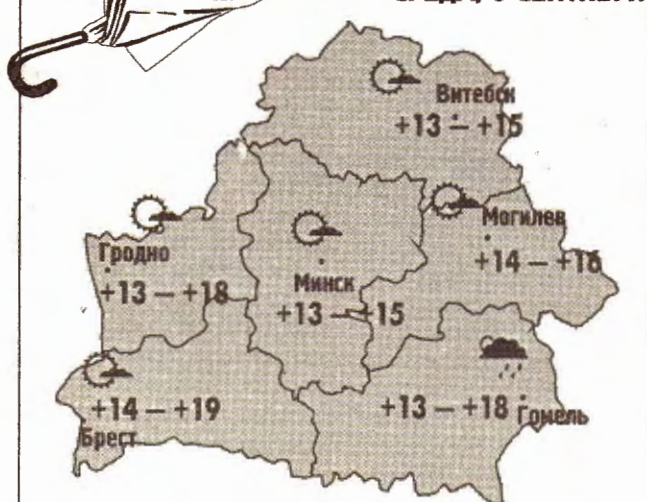 Витебск
+13 – +15
Могилев
+14 – +16
Гродно
+13 – +18
Минск
+13 – +15
+14 – +19
Брест
+13 – +18 Гомель